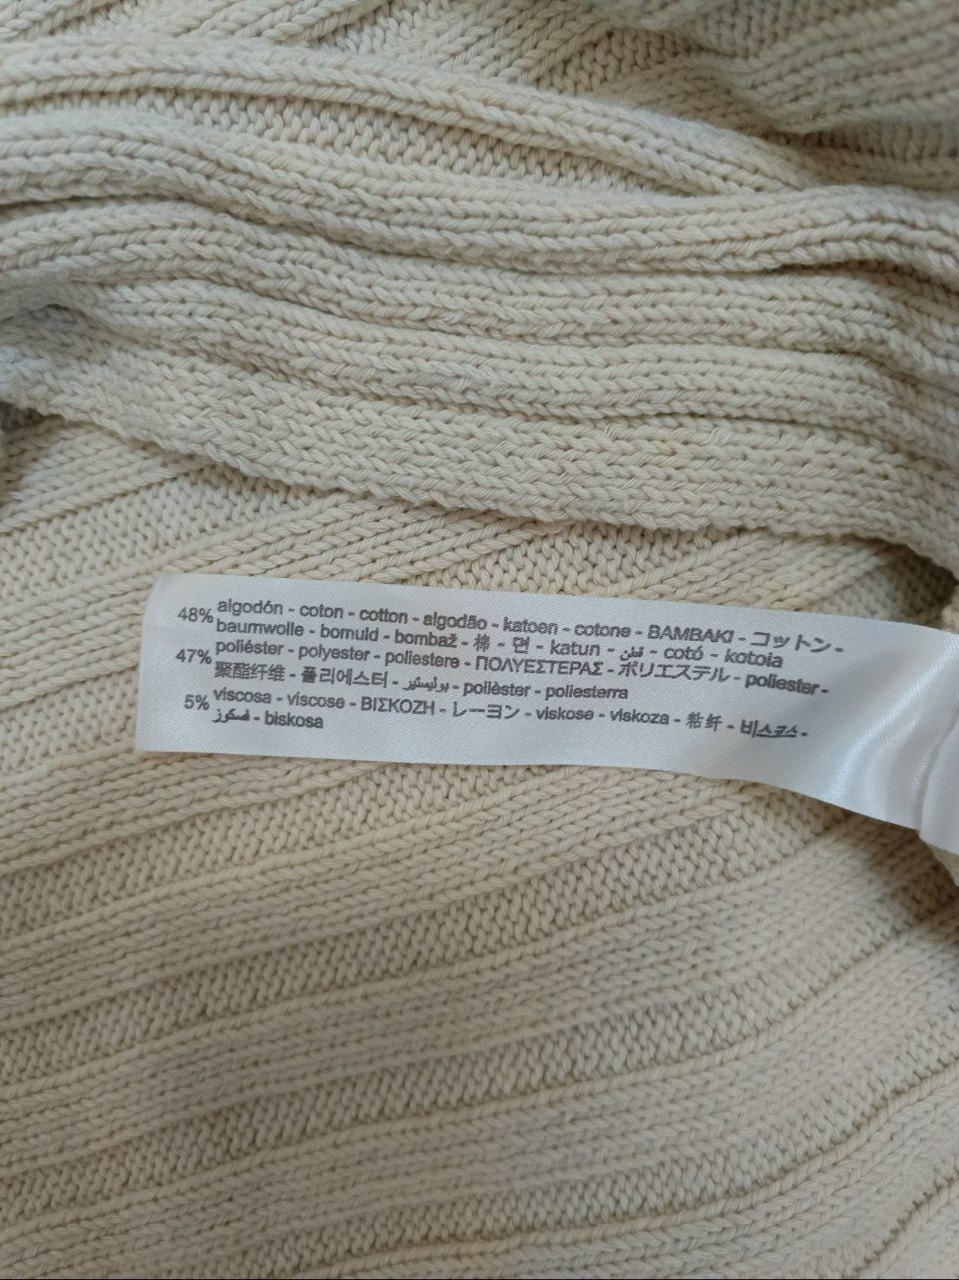 48% algodón - coton - cotton - algodão - katoen - cotone - BAMBAKI - コットン -
baumwolle - bomuld - bombaž - 棉 - 면 - katun - قطن - cotó - kotoia
47% poliéster - polyester - poliestere - ΠΟΛΥΕΣΤΕΡΑΣ - ポリエステル - poliester -
聚酯纤维 - 폴리에스터 - بوليستير - poilèster - poliesterra
5% viscosa - viscose - ΒΙΣΚΟΖΗ - レーヨン - viskose - viskoza - 粘纤 - 비스코스 -
فسكوز - biskosa